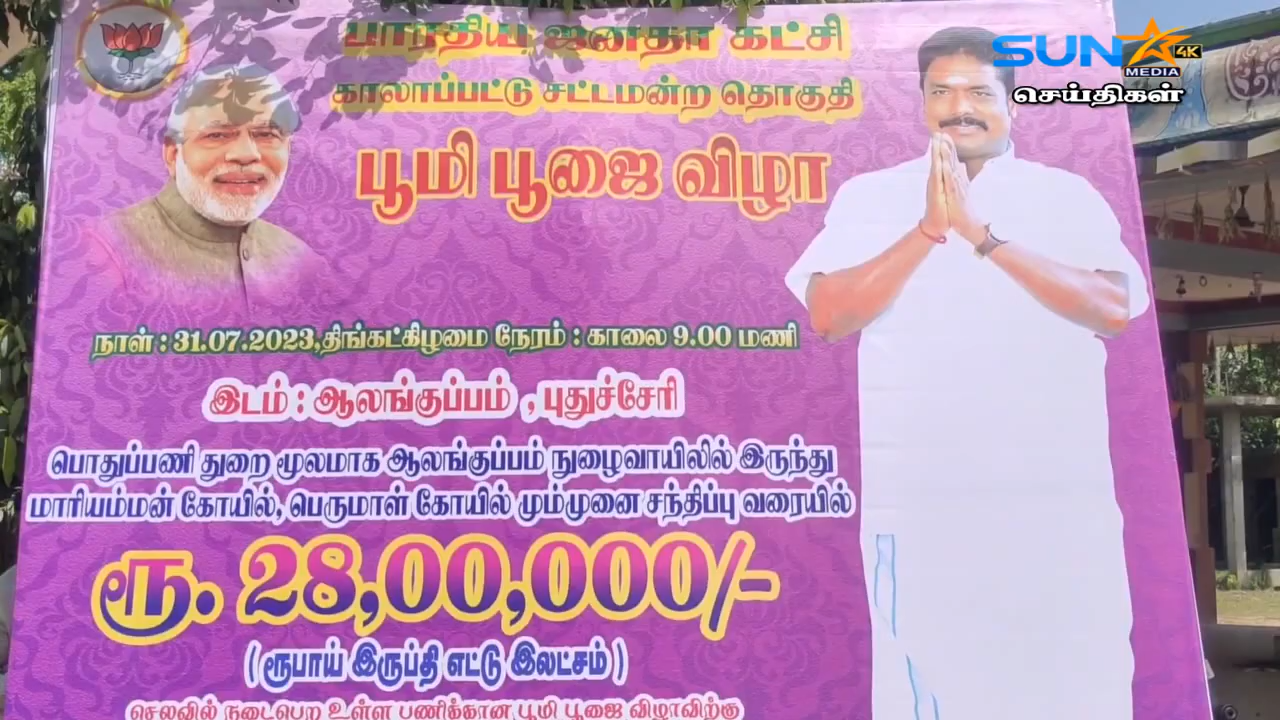 பாரதிய ஜனதா கட்சி
காலாப்பட்டு சட்டமன்ற தொகுதி
பூமி பூஜை விழா
SUN
4K
MEDIA
செய்திகள்
நாள் : 31.07.2023,திங்கட்கிழமை நேரம் : காலை 9.00 மணி
இடம் : ஆலங்குப்பம் , புதுச்சேரி
பொதுப்பணி துறை மூலமாக ஆலங்குப்பம் நுழைவாயிலில் இருந்து
மாரியம்மன் கோயில், பெருமாள் கோயில் மும்முனை சந்திப்பு வரையில்
ரூ. 28,00,000/-
( ரூபாய் இருப்தி எட்டு இலட்சம் )
செலவில் நடைபெற உள்ள பணிக்கான பூமி பூஜை விழாவிற்கு